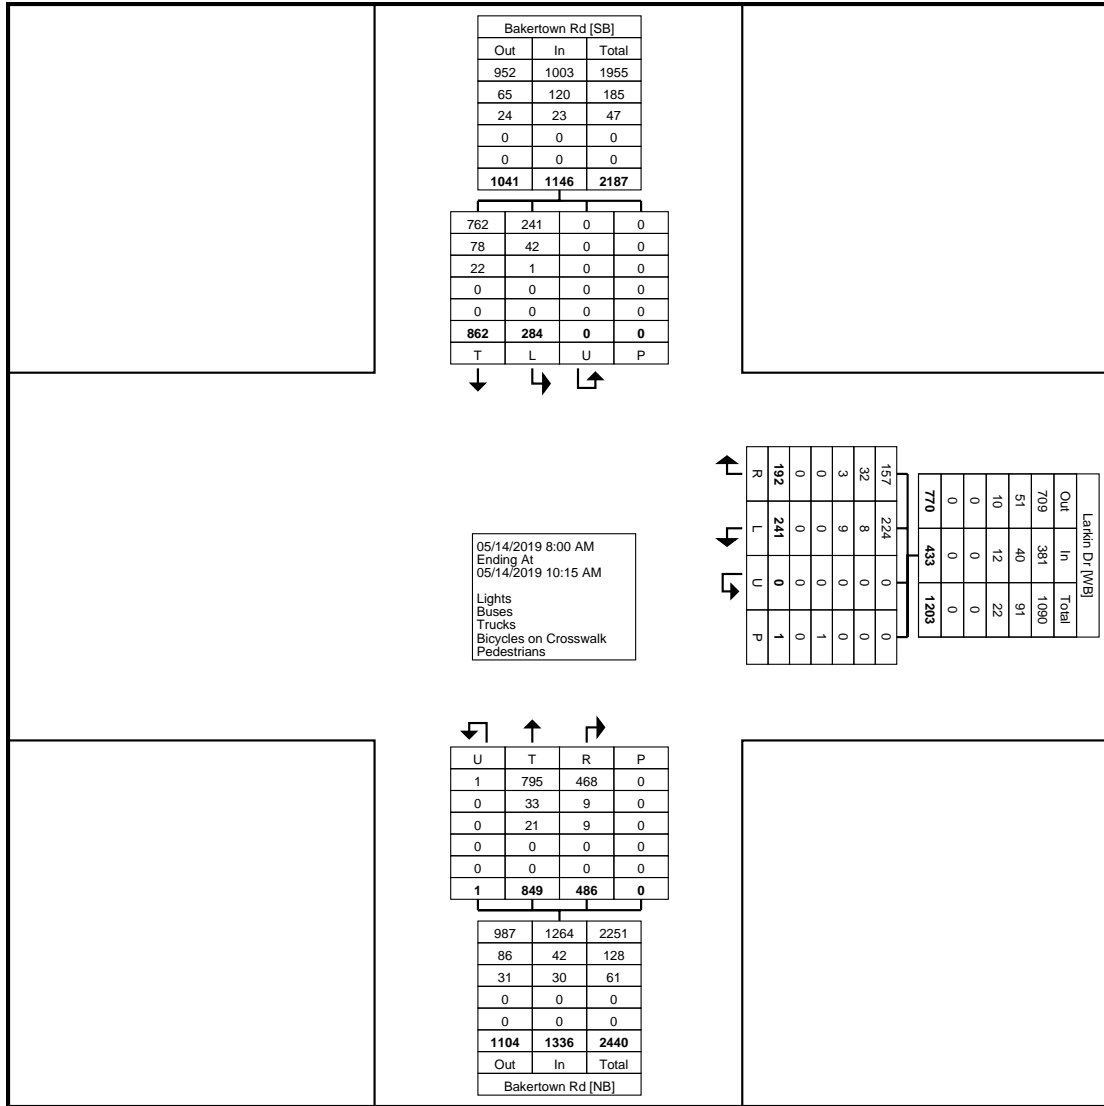 Bakertown Rd [SB]
Out In Total
952 1003 1955
65 120 185
24 23 47
0 0 0
0 0 0
1041 1146 2187
762 241 0 0
78 42 0 0
22 1 0 0
0 0 0 0
0 0 0 0
862 284 0 0
T L U P
Larkin Dr [WB]
Out In Total
709 381 1090
51 40 91
10 12 22
0 0 0
0 0 0
770 433 1203
157 224 0 0
32 8 0 0
3 9 0 0
0 0 0 1
0 0 0 0
192 241 0 1
R L U P
05/14/2019 8:00 AM
Ending At
05/14/2019 10:15 AM
Lights
Buses
Trucks
Bicycles on Crosswalk
Pedestrians
U T R P
1 795 468 0
0 33 9 0
0 21 9 0
0 0 0 0
0 0 0 0
1 849 486 0
987 1264 2251
86 42 128
31 30 61
0 0 0
0 0 0
1104 1336 2440
Out In Total
Bakertown Rd [NB]